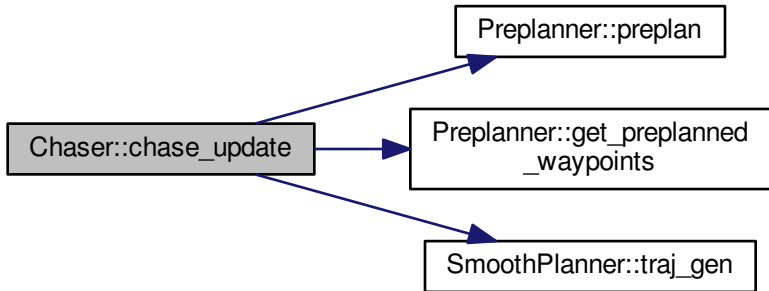 Preplanner::preplan
Chaser::chase_update
Preplanner::get_preplanned
_waypoints
SmoothPlanner::traj_gen